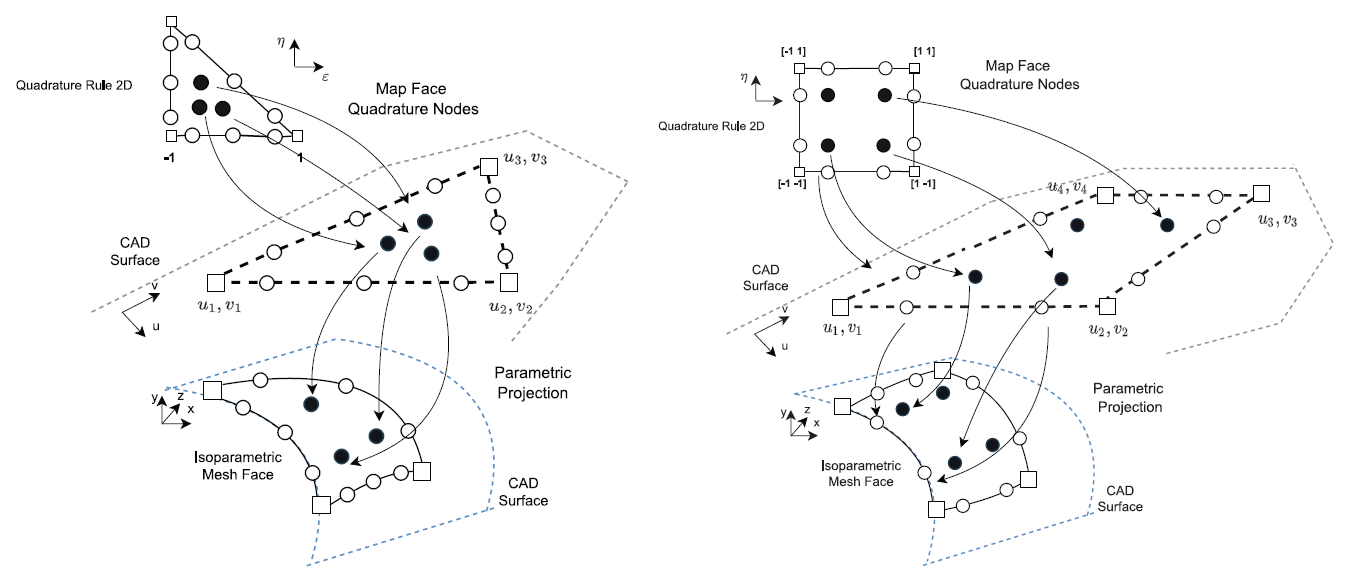 η
ε
Quadrature Rule 2D
Map Face
Quadrature Nodes
-1
1
u₃, v₃
CAD
Surface
v
u
u₁, v₁
u₂, v₂
Parametric
Projection
y
z
x
Isoparametric
Mesh Face
CAD
Surface
[-1 1]
[1 1]
Map Face
Quadrature Nodes
η
Quadrature Rule 2D
[-1 -1]
[1 -1]
u₄, v₄
u₃, v₃
CAD
Surface
v
u
u₁, v₁
u₂, v₂
Parametric
Projection
y
z
x
Isoparametric
Mesh Face
CAD
Surface